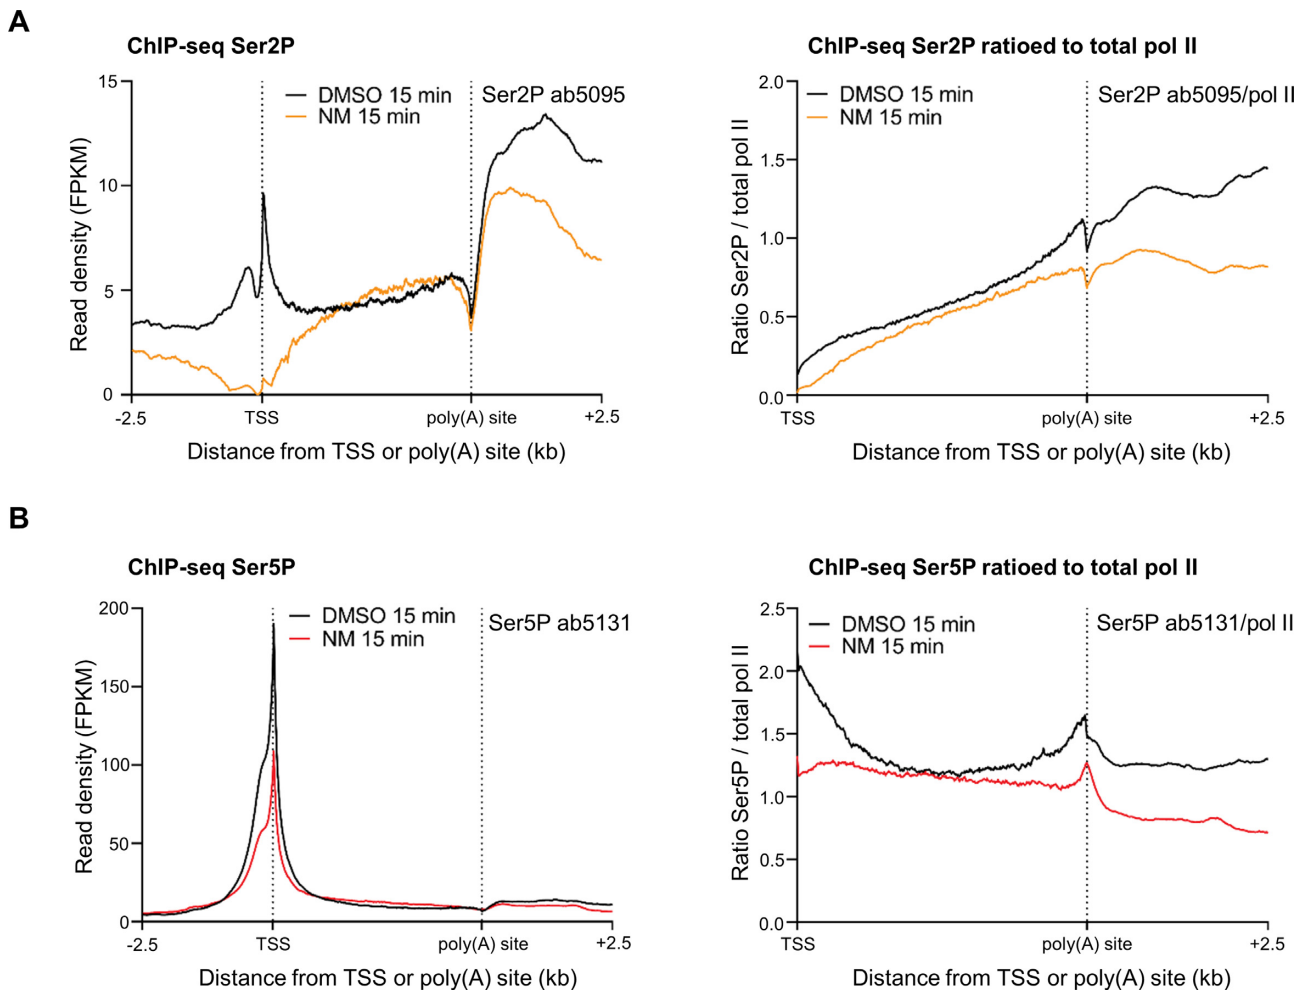 A
ChIP-seq Ser2P
15
10
5
0
Read density (FPKM)
DMSO 15 min
NM 15 min
Ser2P ab5095
-2.5
TSS
poly(A) site
+2.5
Distance from TSS or poly(A) site (kb)
ChIP-seq Ser2P ratioed to total pol II
2.0
1.5
1.0
0.5
0.0
Ratio Ser2P / total pol II
DMSO 15 min
NM 15 min
Ser2P ab5095/pol II
TSS
poly(A) site
+2.5
Distance from TSS or poly(A) site (kb)
B
ChIP-seq Ser5P
200
150
100
50
0
Read density (FPKM)
DMSO 15 min
NM 15 min
Ser5P ab5131
-2.5
TSS
poly(A) site
+2.5
Distance from TSS or poly(A) site (kb)
ChIP-seq Ser5P ratioed to total pol II
2.5
2.0
1.5
1.0
0.5
0.0
Ratio Ser5P / total pol II
DMSO 15 min
NM 15 min
Ser5P ab5131/pol II
TSS
poly(A) site
+2.5
Distance from TSS or poly(A) site (kb)